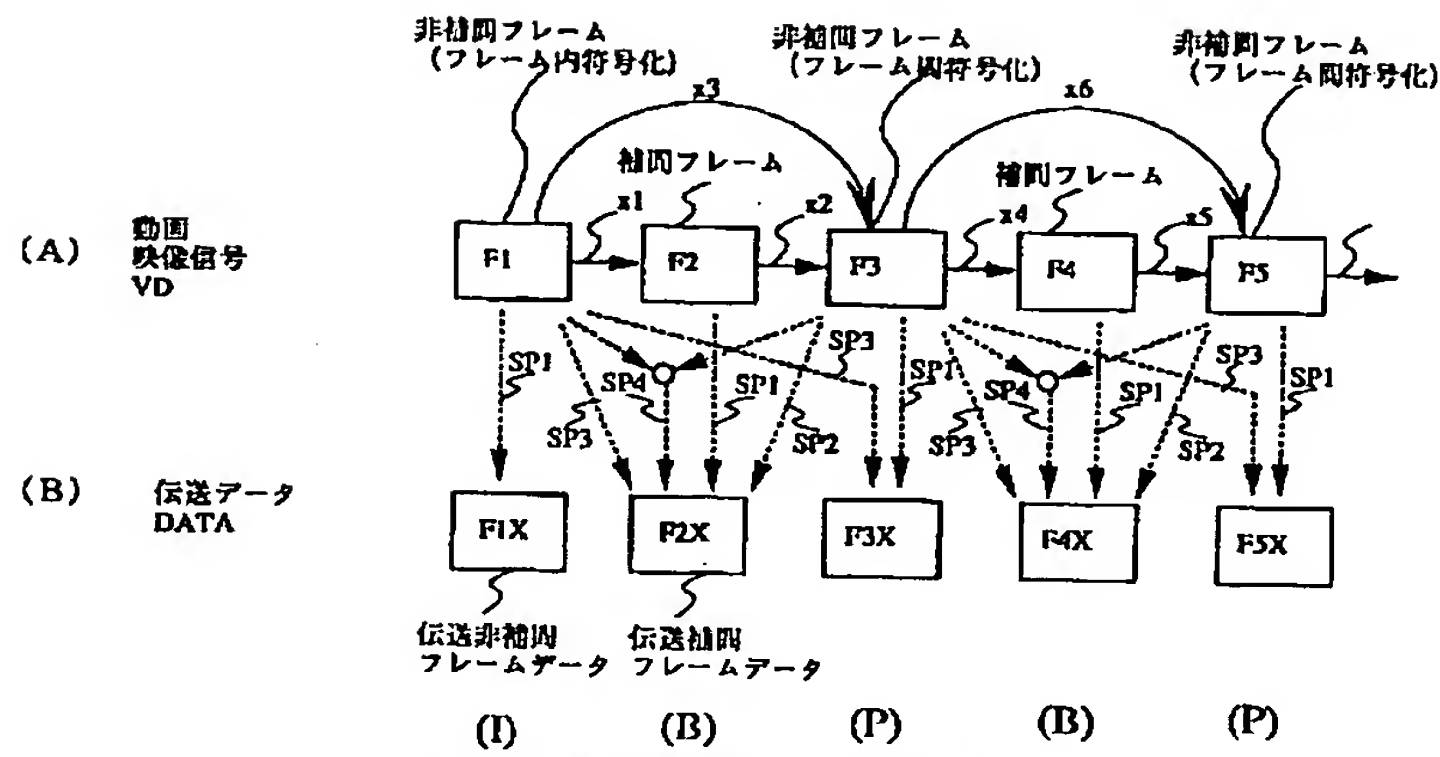 非補間フレーム
(フレーム内符号化)
非補間フレーム
(フレーム間符号化)
非補間フレーム
(フレーム間符号化)
x3
x6
補間フレーム
補間フレーム
x1
x2
x4
x5
(A)
動画
映像信号
VD
F1
F2
F3
F4
F5
SP1
SP3
SP4
SP1
SP3
SP2
SP1
SP3
SP4
SP1
SP3
SP2
SP1
(B)
伝送データ
DATA
F1X
F2X
F3X
F4X
F5X
伝送非補間
フレームデータ
伝送補間
フレームデータ
(I)
(B)
(P)
(B)
(P)